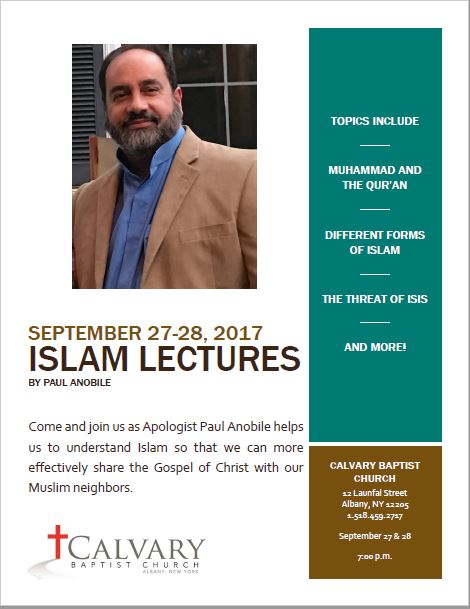 SEPTEMBER 27-28, 2017
ISLAM LECTURES
BY PAUL ANOBILE
Come and join us as Apologist Paul Anobile helps
us to understand Islam so that we can more
effectively share the Gospel of Christ with our
Muslim neighbors.
CALVARY
BAPTIST CHURCH
ALBANY, NEW YORK
TOPICS INCLUDE
MUHAMMAD AND
THE QUR'AN
DIFFERENT FORMS
OF ISLAM
THE THREAT OF ISIS
AND MORE!
CALVARY BAPTIST
CHURCH
12 Launfal Street
Albany, NY 12205
1.518.459.2717
September 27 & 28
7:00 p.m.